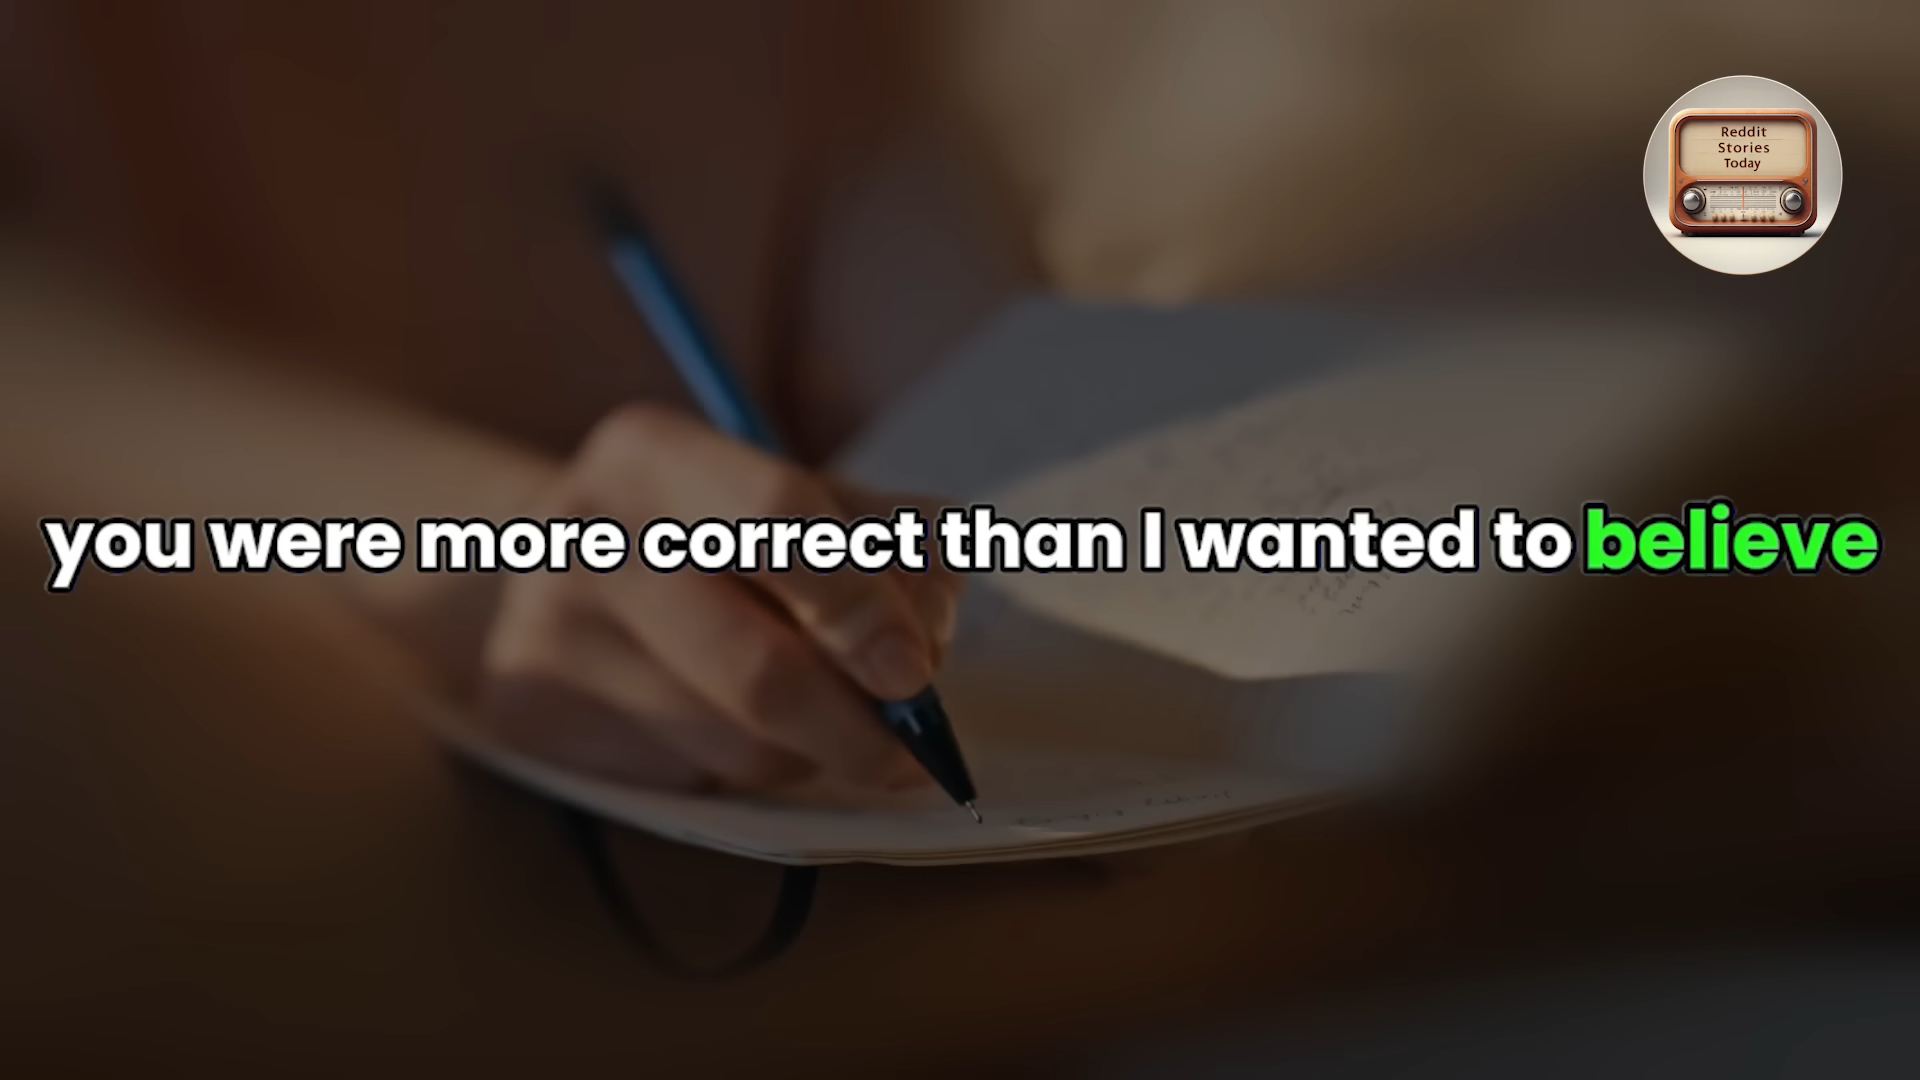 Reddit
Stories
Today
you were more correct than I wanted to believe